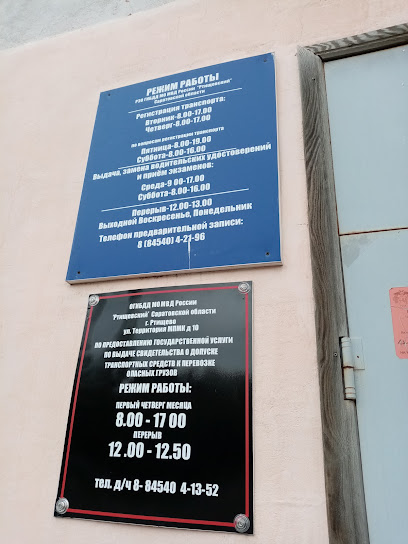 РЕЖИМ РАБОТЫ
РЭО ГИБДД МО МВД России "Ртищевский"
Саратовской области
Регистрация транспорта:
Вторник-8.00-17.00
Четверг-8.00-17.00
по вопросам регистрации транспорта
Пятница-8.00-19.00
Суббота-8.00-16.00
Выдача, замена водительских удостоверений
и приём экзаменов:
Среда-9 00-17.00
Суббота-8.00-16.00
Перерыв-12.00-13.00
Выходной Воскресенье, Понедельник
Телефон предварительной записи:
8 (84540) 4-21-96
ОГИБДД МО МВД России
"Ртищевский" Саратовской области
г. Ртищево
ул. Территория МПМК д 10
ПО ПРЕДОСТАВЛЕНИЮ ГОСУДАРСТВЕННОЙ УСЛУГИ
ПО ВЫДАЧЕ СВИДЕТЕЛЬСТВА О ДОПУСКЕ
ТРАНСПОРТНЫХ СРЕДСТВ К ПЕРЕВОЗКЕ
ОПАСНЫХ ГРУЗОВ
РЕЖИМ РАБОТЫ:
ПЕРВЫЙ ЧЕТВЕРГ МЕСЯЦА
8.00 - 17 00
ПЕРЕРЫВ
12 .00 - 12.50
тел. д/ч 8- 84540 4-13-52